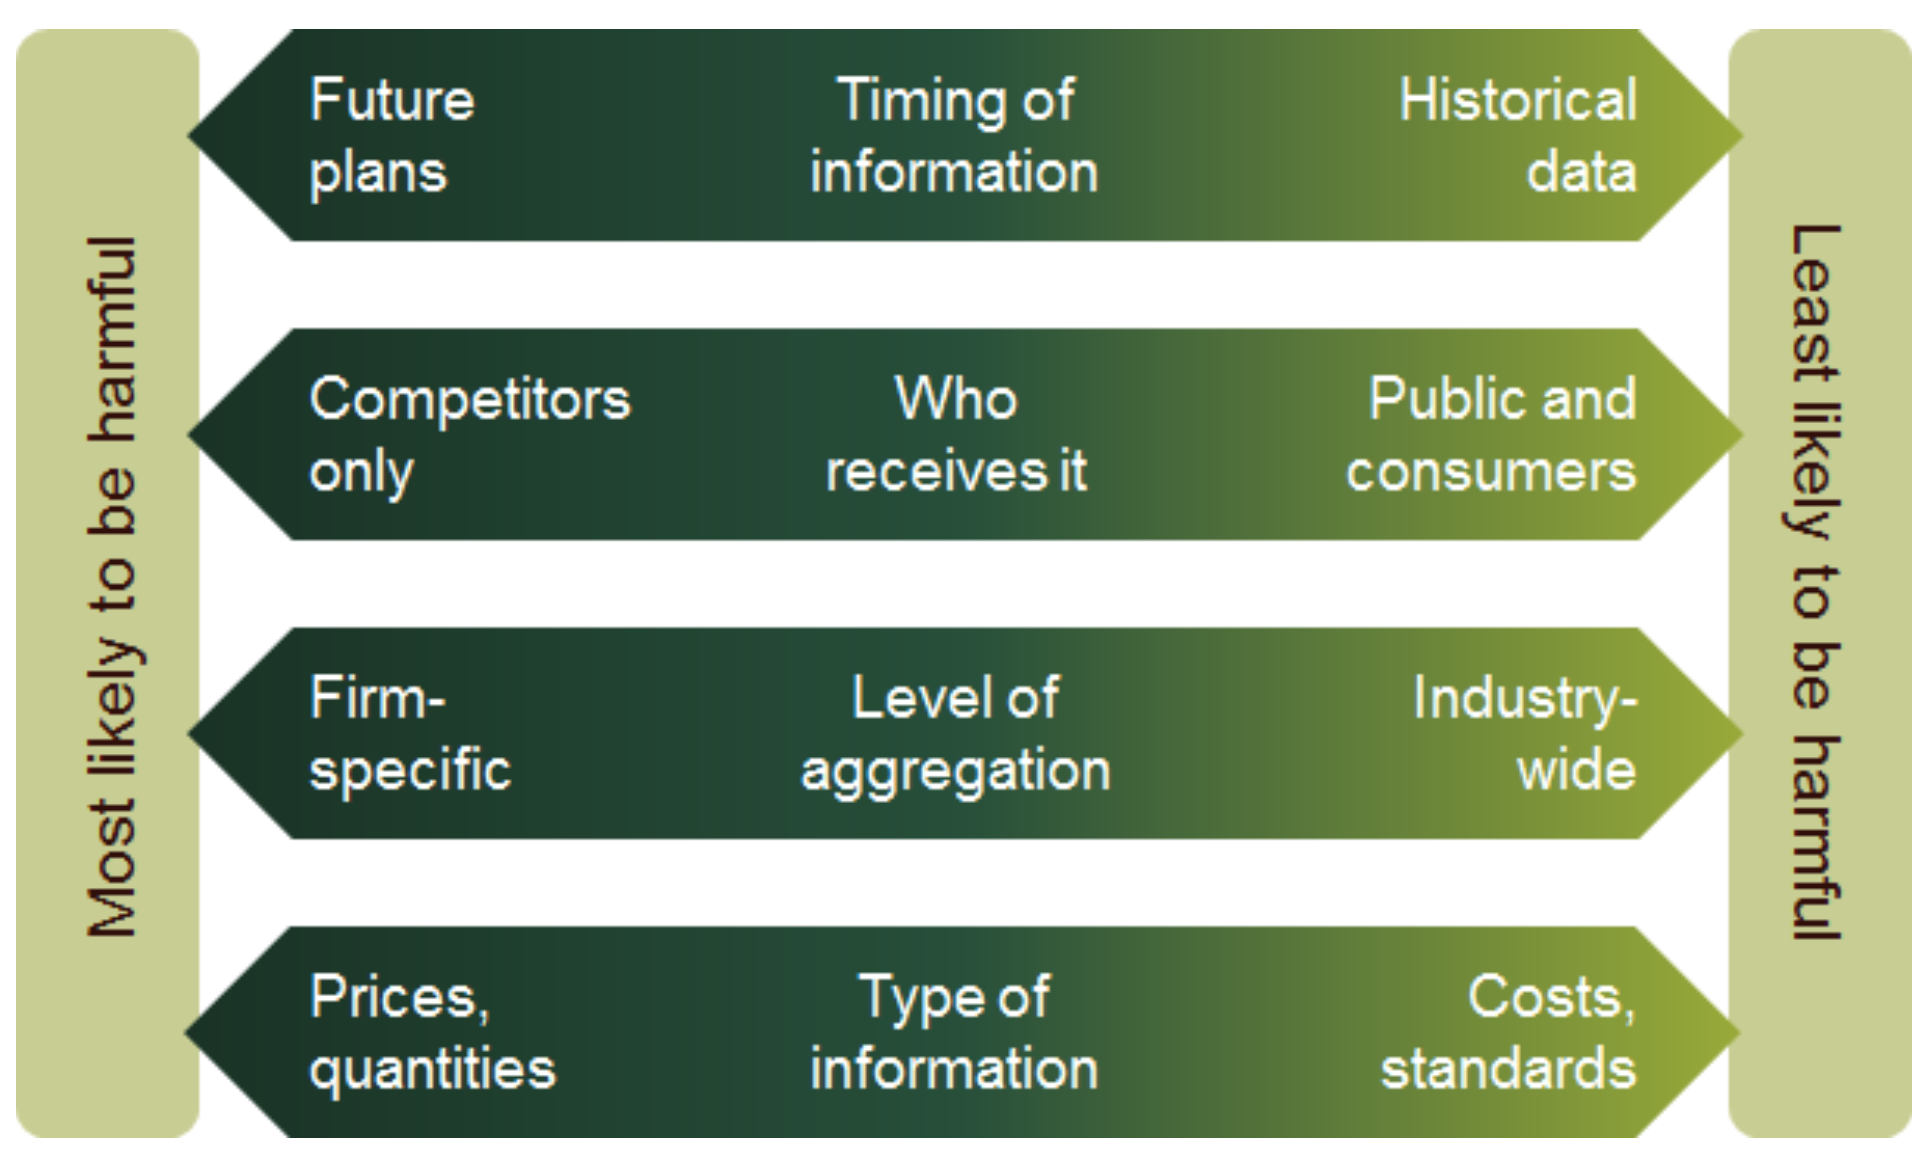 Most likely to be harmful
Future
plans
Timing of
information
Historical
data
Competitors
only
Who
receives it
Public and
consumers
Firm-
specific
Level of
aggregation
Industry-
wide
Prices,
quantities
Type of
information
Costs,
standards
Least likely to be harmful